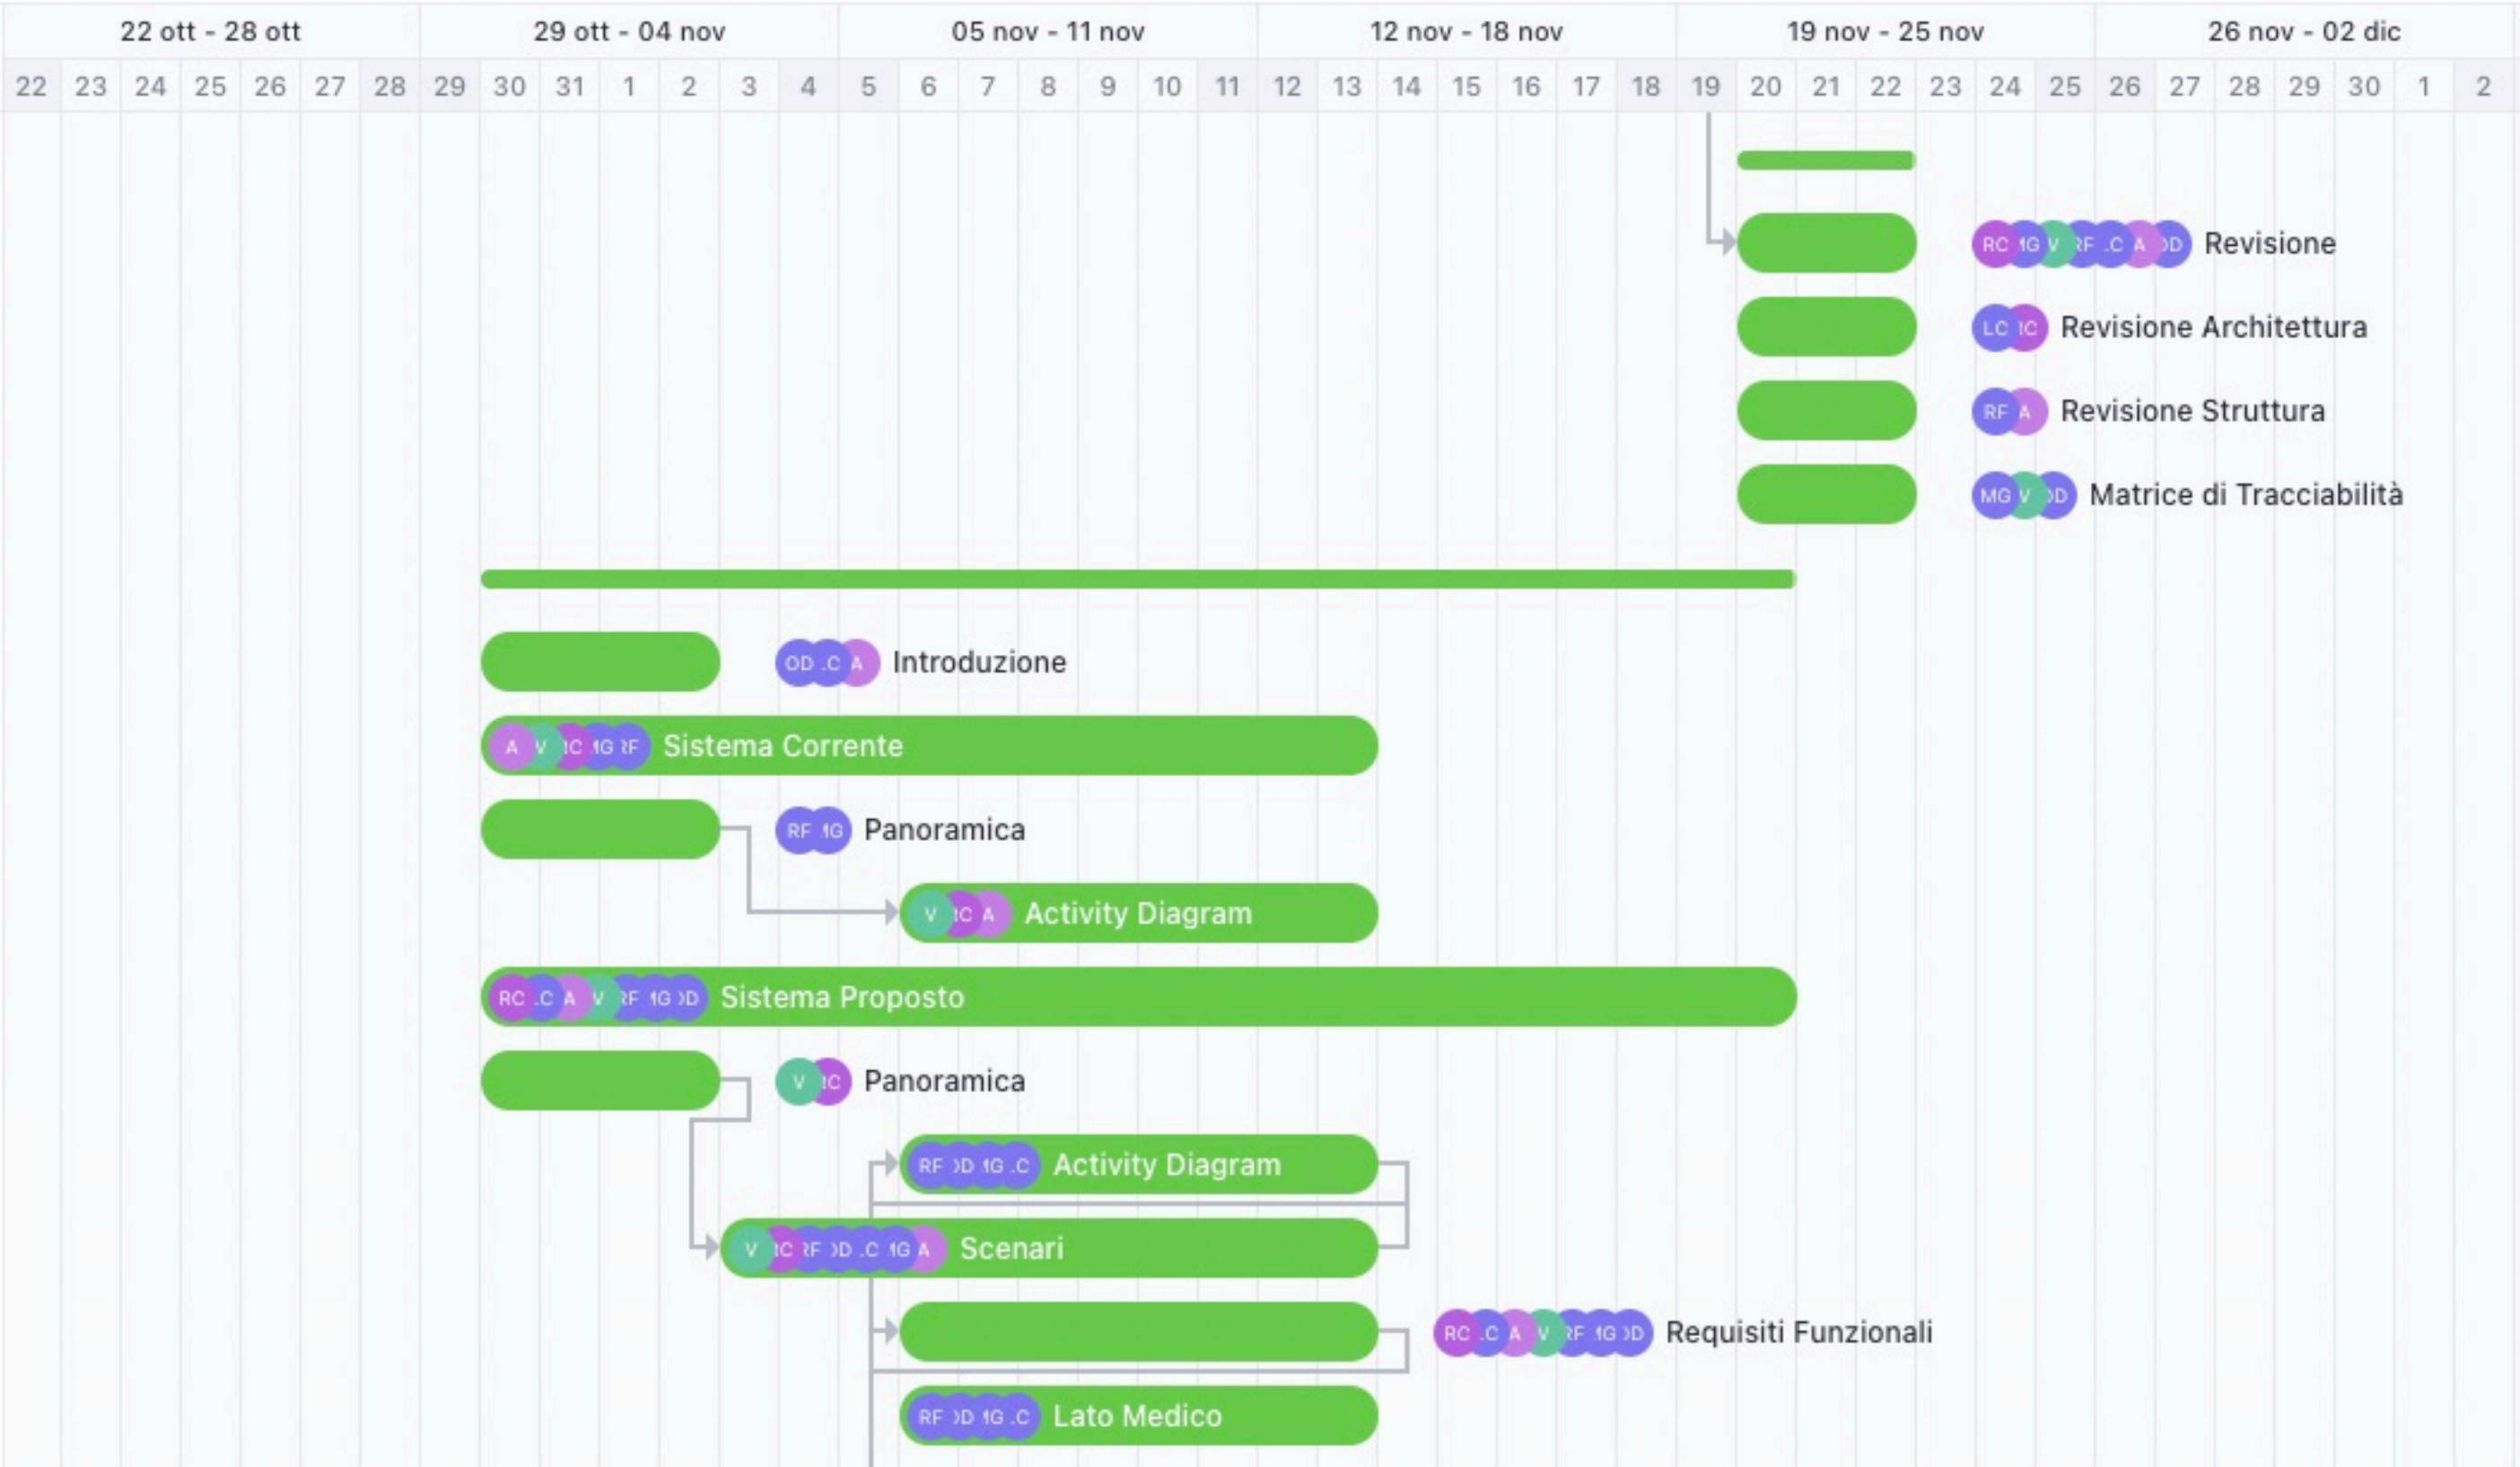 22 ott - 28 ott 29 ott - 04 nov 05 nov - 11 nov 12 nov - 18 nov 19 nov - 25 nov 26 nov - 02 dic
22 23 24 25 26 27 28 29 30 31 1 2 3 4 5 6 7 8 9 10 11 12 13 14 15 16 17 18 19 20 21 22 23 24 25 26 27 28 29 30 1 2
RC V A Revisione
LC Revisione Architettura
RF A Revisione Struttura
MG V Matrice di Tracciabilità
OD A Introduzione
A V Sistema Corrente
RF Panoramica
V A Activity Diagram
RC A V Sistema Proposto
V Panoramica
RF Activity Diagram
V A Scenari
RC A V Requisiti Funzionali
RF Lato Medico